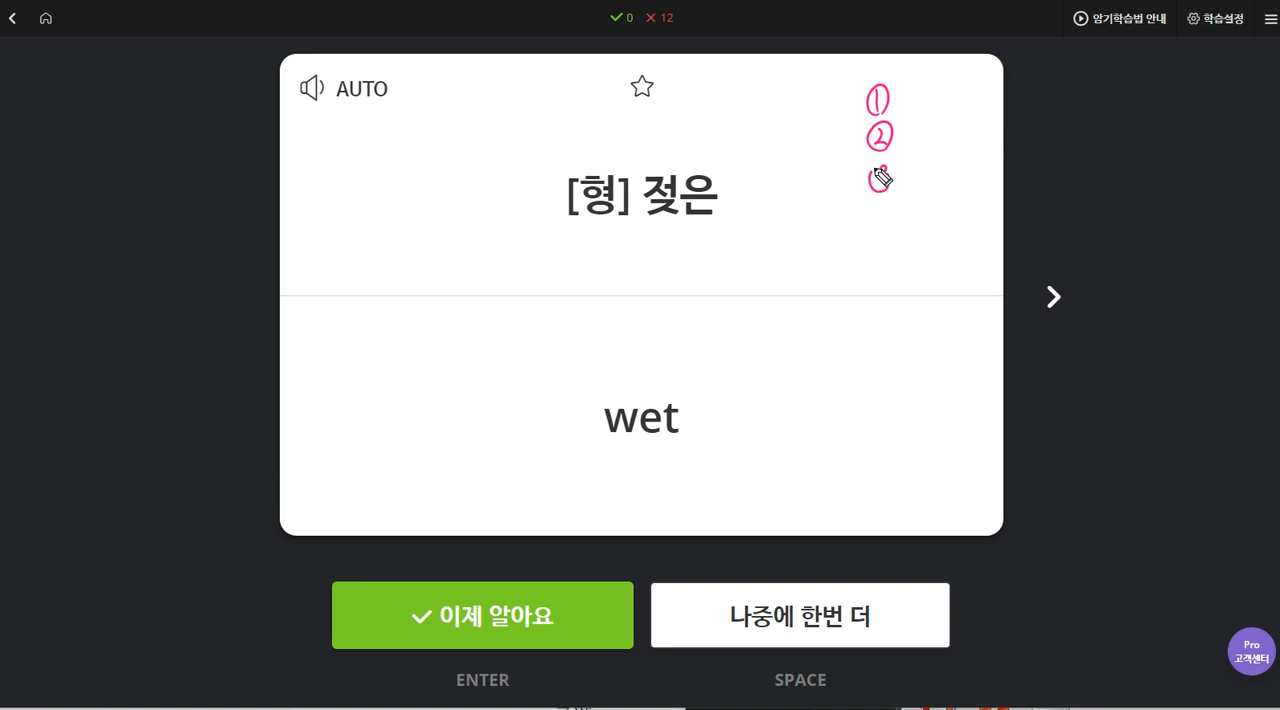 0 12 암기학습법 안내 학습설정
AUTO
①
②
[형] 젖은
wet
이제 알아요 나중에 한번 더
Pro
고객센터
ENTER SPACE